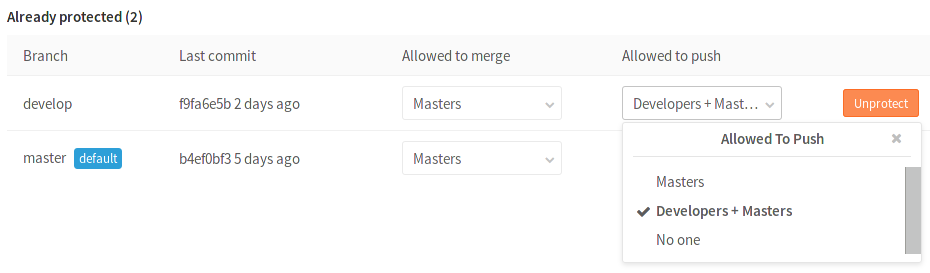 Already protected (2)
Branch Last commit Allowed to merge Allowed to push
develop f9fa6e5b 2 days ago Masters Developers + Mast... Unprotect
Allowed To Push
master default b4ef0bf3 5 days ago Masters
Masters
Developers + Masters
No one